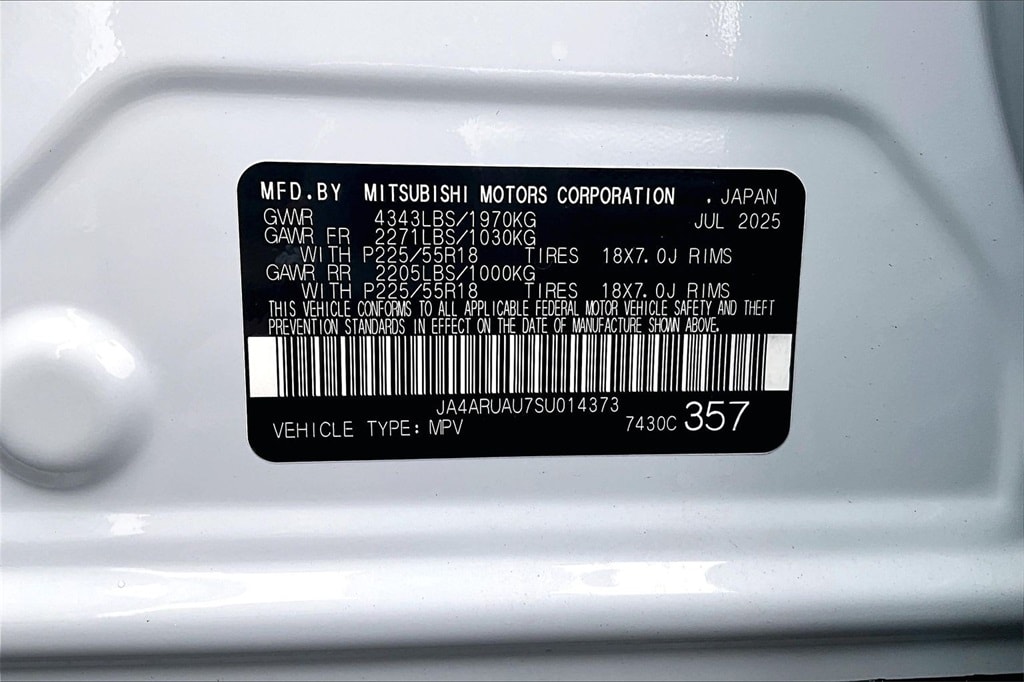 MFD.BY MITSUBISHI MOTORS CORPORATION . JAPAN
GVWR 4343LBS/1970KG JUL 2025
GAWR FR 2271LBS/1030KG
WITH P225/55R18 TIRES 18X7.0J RIMS
GAWR RR 2205LBS/1000KG
WITH P225/55R18 TIRES 18X7.0J RIMS
THIS VEHICLE CONFORMS TO ALL APPLICABLE FEDERAL MOTOR VEHICLE SAFETY AND THEFT
PREVENTION STANDARDS IN EFFECT ON THE DATE OF MANUFACTURE SHOWN ABOVE.
JA4ARUAU7SU014373
VEHICLE TYPE: MPV 7430C 357